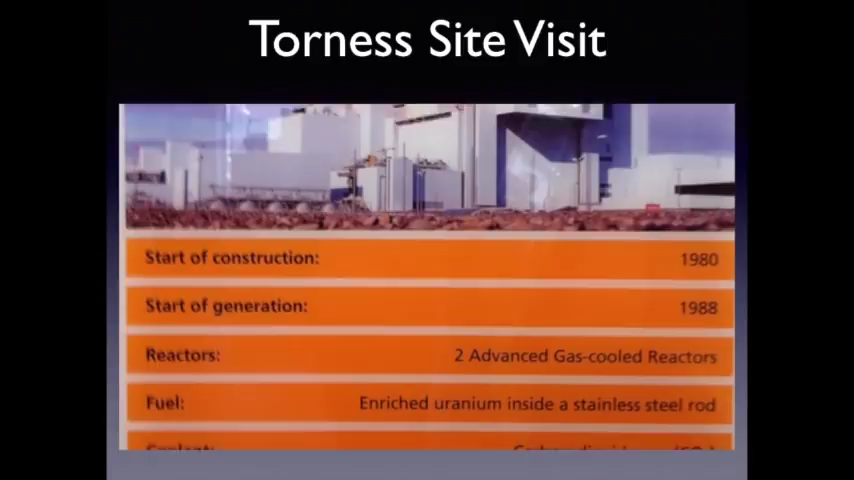 Torness Site Visit
Start of construction: 1980
Start of generation: 1988
Reactors: 2 Advanced Gas-cooled Reactors
Fuel: Enriched uranium inside a stainless steel rod